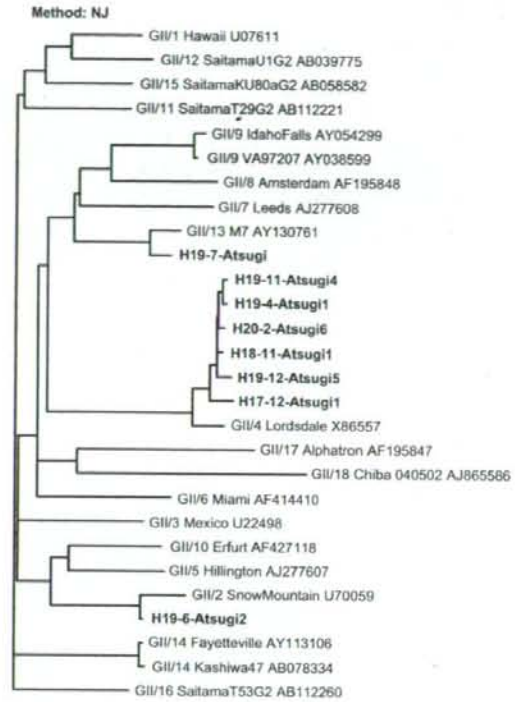 Method: NJ
GII/1 Hawaii U07611
GII/12 SaitamaU1G2 AB039775
GII/15 SaitamaKU80aG2 AB058582
GII/11 SaitamaT29G2 AB112221
GII/9 IdahoFalls AY054299
GII/9 VA97207 AY038599
GII/8 Amsterdam AF195848
GII/7 Leeds AJ277608
GII/13 M7 AY130761
H19-7-Atsugi
H19-11-Atsugi4
H19-4-Atsugi1
H20-2-Atsugi6
H18-11-Atsugi1
H19-12-Atsugi5
H17-12-Atsugi1
GII/4 Lordsdale X86557
GII/17 Alphatron AF195847
GII/18 Chiba 040502 AJ865586
GII/6 Miami AF414410
GII/3 Mexico U22498
GII/10 Erfurt AF427118
GII/5 Hillington AJ277607
GII/2 SnowMountain U70059
H19-6-Atsugi2
GII/14 Fayetteville AY113106
GII/14 Kashiwa47 AB078334
GII/16 SaitamaT53G2 AB112260